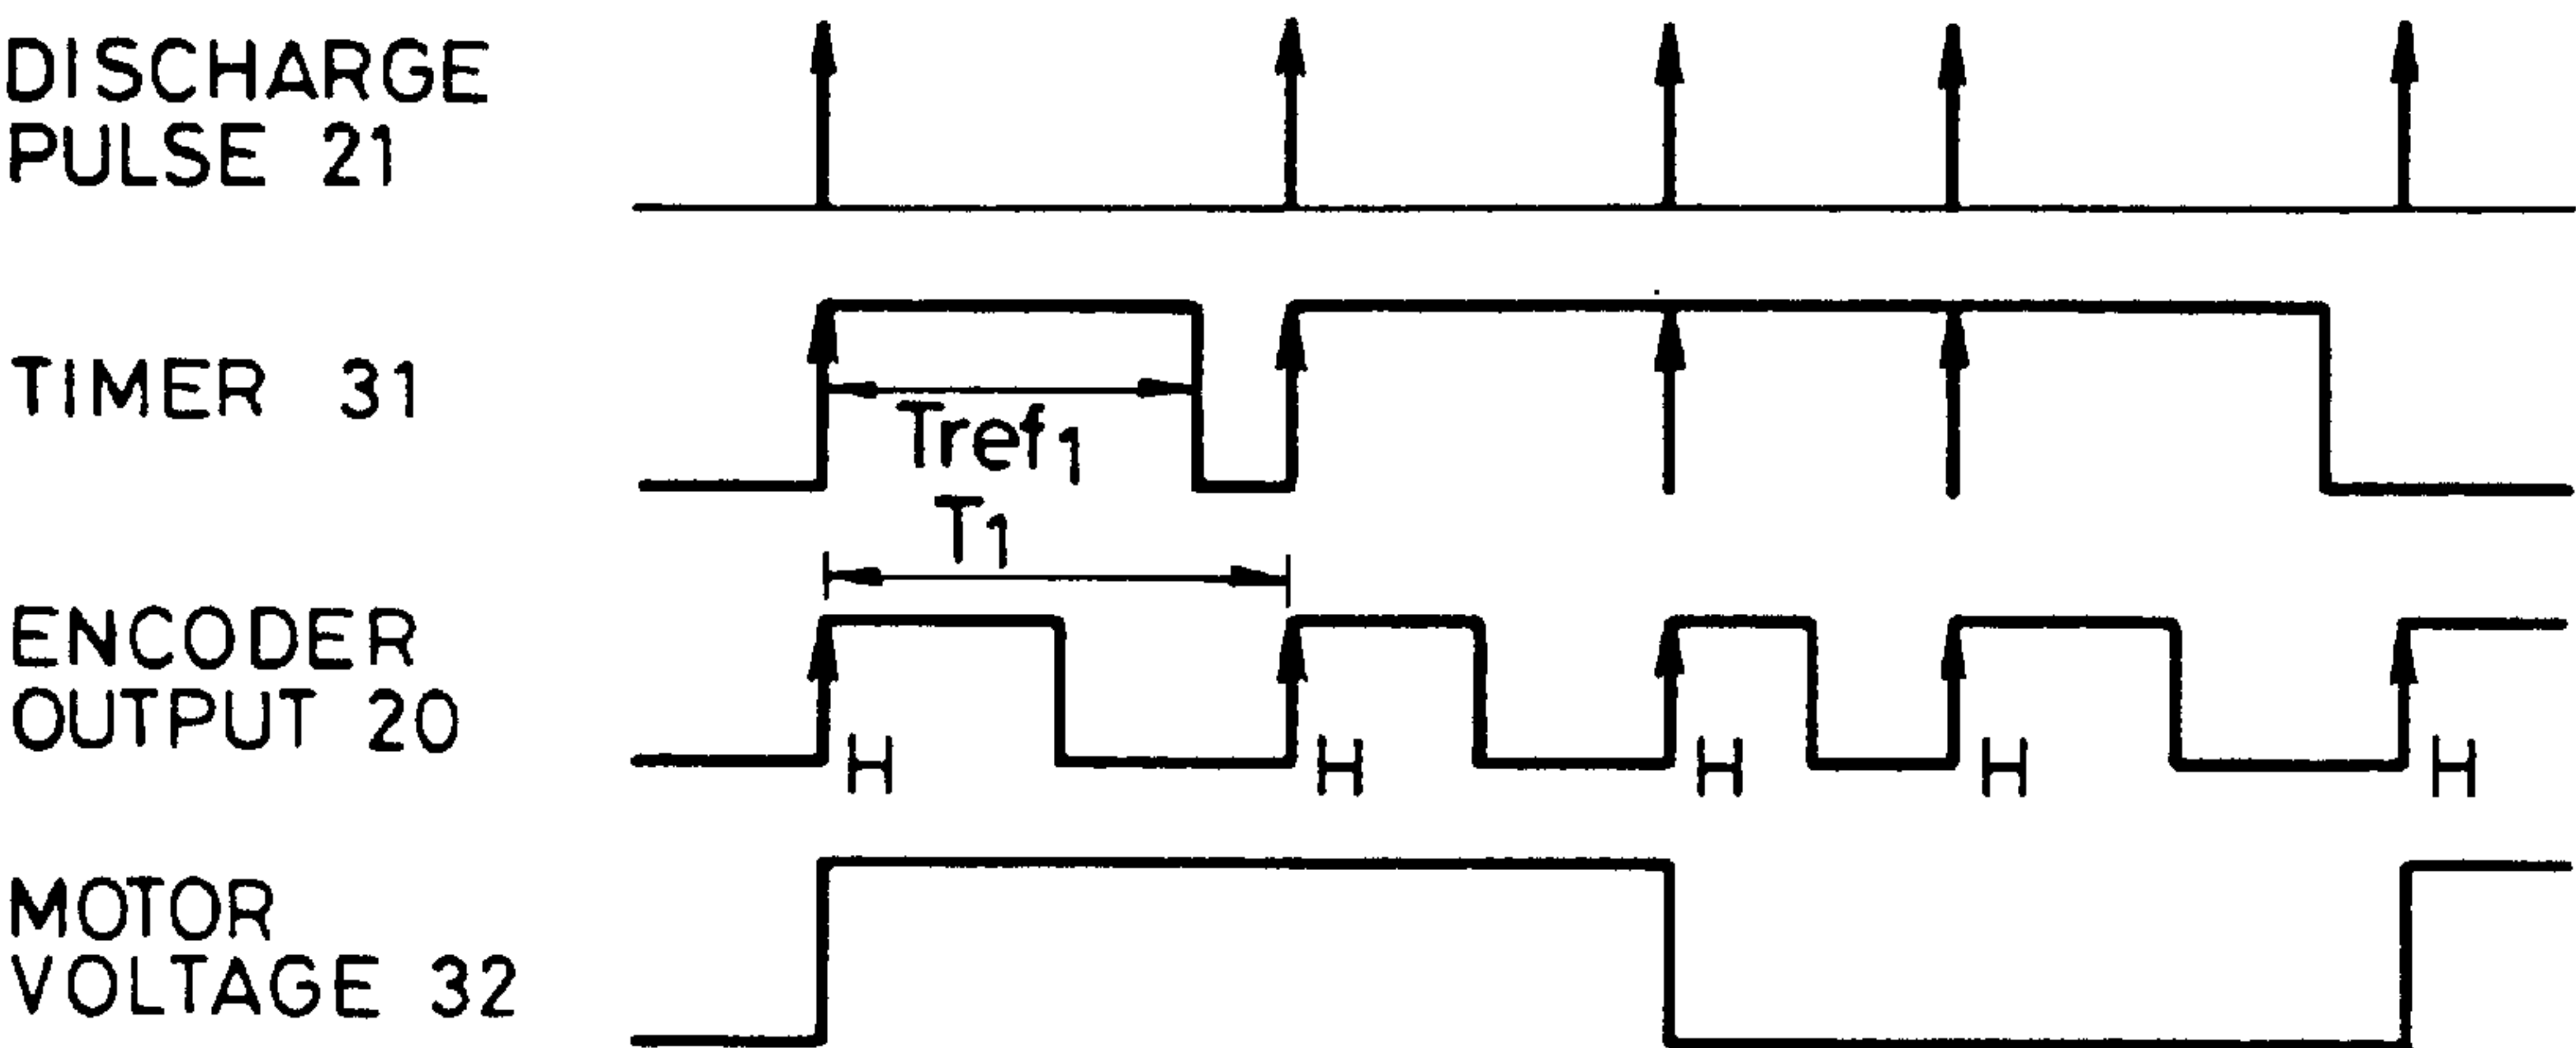 DISCHARGE
PULSE 21
TIMER 31
Tref1
T1
ENCODER
OUTPUT 20
H H H H H
MOTOR
VOLTAGE 32